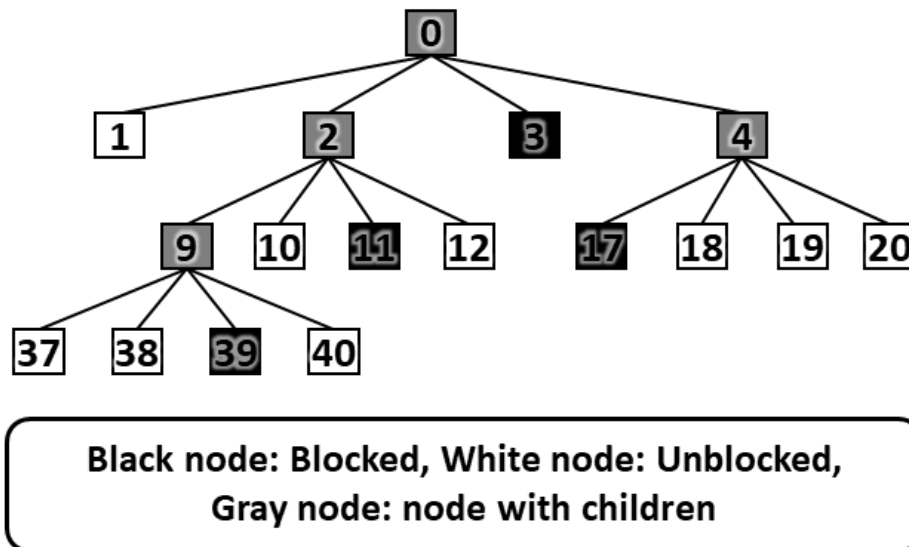 0
1 2 3 4
9 10 11 12 17 18 19 20
37 38 39 40
Black node: Blocked, White node: Unblocked,
Gray node: node with children